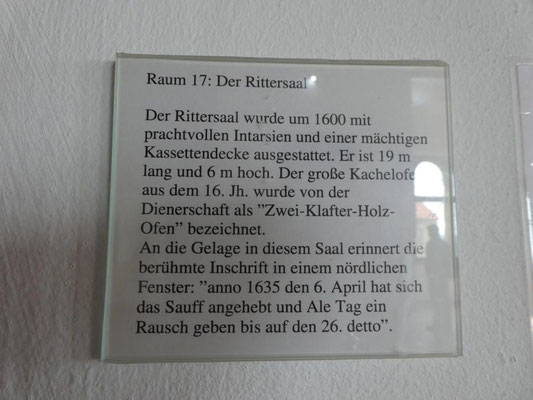 Raum 17: Der Rittersaal
Der Rittersaal wurde um 1600 mit
prachtvollen Intarsien und einer mächtigen
Kassettendecke ausgestattet. Er ist 19 m
lang und 6 m hoch. Der große Kachelofe
aus dem 16. Jh. wurde von der
Dienerschaft als ”Zwei-Klafter-Holz-
Ofen” bezeichnet.
An die Gelage in diesem Saal erinnert die
berühmte Inschrift in einem nördlichen
Fenster: ”anno 1635 den 6. April hat sich
das Sauff angehebt und Ale Tag ein
Rausch geben bis auf den 26. detto”.